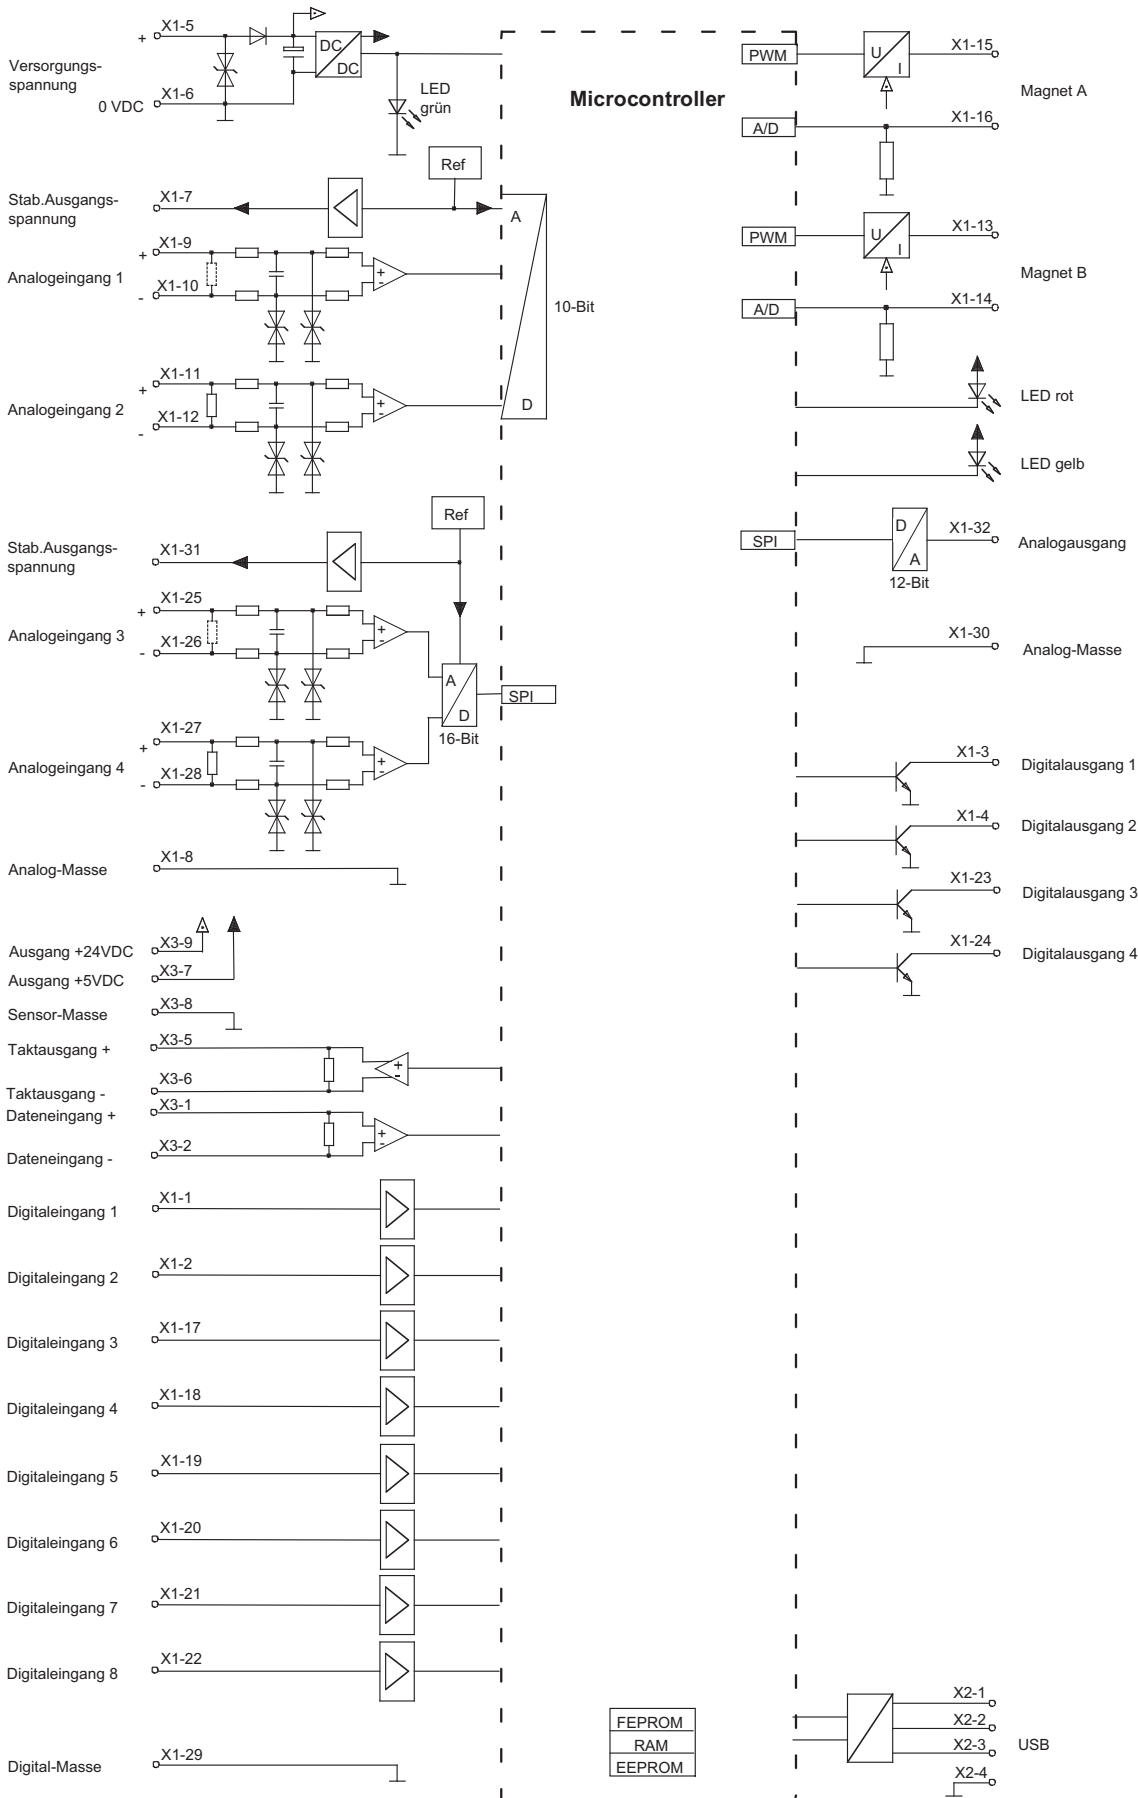 X1-5
+
Versorgungs-
spannung
0 VDC
X1-6
DC
DC
LED
grün
Stab.Ausgangs-
spannung
X1-7
Ref
Analogeingang 1
+
X1-9
-
X1-10
+
-
Analogeingang 2
+
X1-11
-
X1-12
+
-
A
D
10-Bit
Stab.Ausgangs-
spannung
X1-31
Ref
Analogeingang 3
+
X1-25
-
X1-26
+
-
Analogeingang 4
+
X1-27
-
X1-28
+
-
A
D
16-Bit
SPI
Analog-Masse
X1-8
Ausgang +24VDC
X3-9
Ausgang +5VDC
X3-7
Sensor-Masse
X3-8
Taktausgang +
X3-5
Taktausgang -
X3-6
+
-
Dateneingang +
X3-1
Dateneingang -
X3-2
+
-
Digitaleingang 1
X1-1
Digitaleingang 2
X1-2
Digitaleingang 3
X1-17
Digitaleingang 4
X1-18
Digitaleingang 5
X1-19
Digitaleingang 6
X1-20
Digitaleingang 7
X1-21
Digitaleingang 8
X1-22
Digital-Masse
X1-29
Microcontroller
FEPROM
RAM
EEPROM
PWM
U
I
X1-15
Magnet A
A/D
X1-16
PWM
U
I
X1-13
Magnet B
A/D
X1-14
LED rot
LED gelb
SPI
D
A
12-Bit
X1-32
Analogausgang
X1-30
Analog-Masse
X1-3
Digitalausgang 1
X1-4
Digitalausgang 2
X1-23
Digitalausgang 3
X1-24
Digitalausgang 4
X2-1
X2-2
X2-3
USB
X2-4